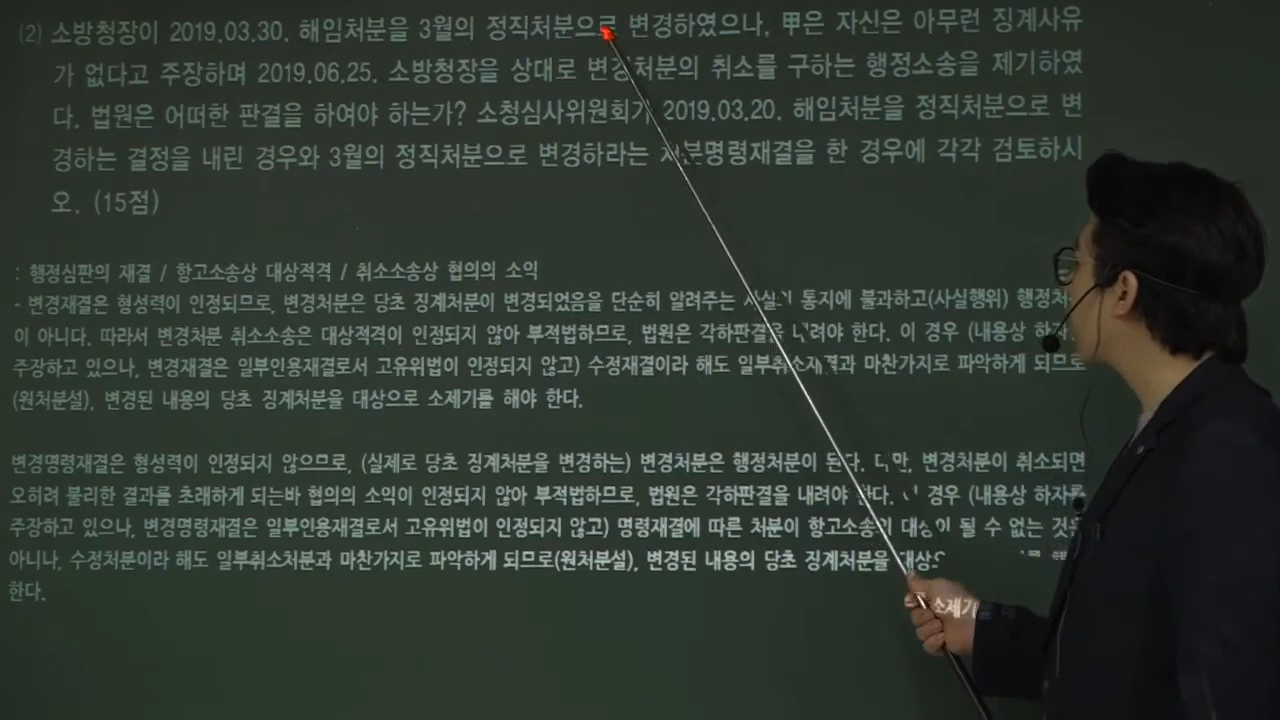 (2) 소방청장이 2019.03.30. 해임처분을 3월의 정직처분으로 변경하였으나, 甲은 자신은 아무런 징계사유
가 없다고 주장하며 2019.06.25. 소방청장을 상대로 변경처분의 취소를 구하는 행정소송을 제기하였
다. 법원은 어떠한 판결을 하여야 하는가? 소청심사위원회가 2019.03.20. 해임처분을 정직처분으로 변
경하는 결정을 내린 경우와 3월의 정직처분으로 변경하라는 처분명령재결을 한 경우에 각각 검토하시
오. (15점)
: 행정심판의 재결 / 항고소송상 대상적격 / 취소소송상 협의의 소익
- 변경재결은 형성력이 인정되므로, 변경처분은 당초 징계처분이 변경되었음을 단순히 알려주는 사실의 통지에 불과하고(사실행위) 행정처
이 아니다. 따라서 변경처분 취소소송은 대상적격이 인정되지 않아 부적법하므로, 법원은 각하판결을 내려야 한다. 이 경우 (내용상 하자
주장하고 있으나, 변경재결은 일부인용재결로서 고유위법이 인정되지 않고) 수정재결이라 해도 일부취소재결과 마찬가지로 파악하게 되므로
(원처분설), 변경된 내용의 당초 징계처분을 대상으로 소제기를 해야 한다.
변경명령재결은 형성력이 인정되지 않으므로, (실제로 당초 징계처분을 변경하는) 변경처분은 행정처분이 된다. 다만, 변경처분이 취소되면
오히려 불리한 결과를 초래하게 되는바 협의의 소익이 인정되지 않아 부적법하므로, 법원은 각하판결을 내려야 한다. 이 경우 (내용상 하자를
주장하고 있으나, 변경명령재결은 일부인용재결로서 고유위법이 인정되지 않고) 명령재결에 따른 처분이 항고소송의 대상이 될 수 없는 것은
아니나, 수정처분이라 해도 일부취소처분과 마찬가지로 파악하게 되므로(원처분설), 변경된 내용의 당초 징계처분을 대상으 소제기
한다.